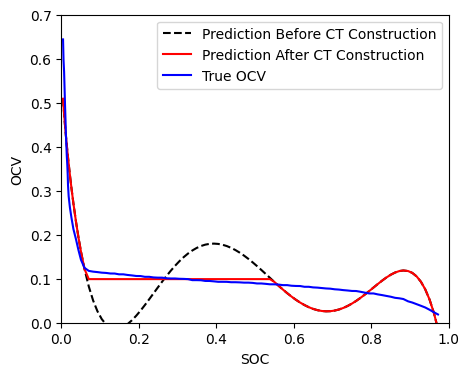 Prediction Before CT Construction
Prediction After CT Construction
True OCV
0.7
0.6
0.5
0.4
0.3
0.2
0.1
0.0
OCV
0.0 0.2 0.4 0.6 0.8 1.0
SOC